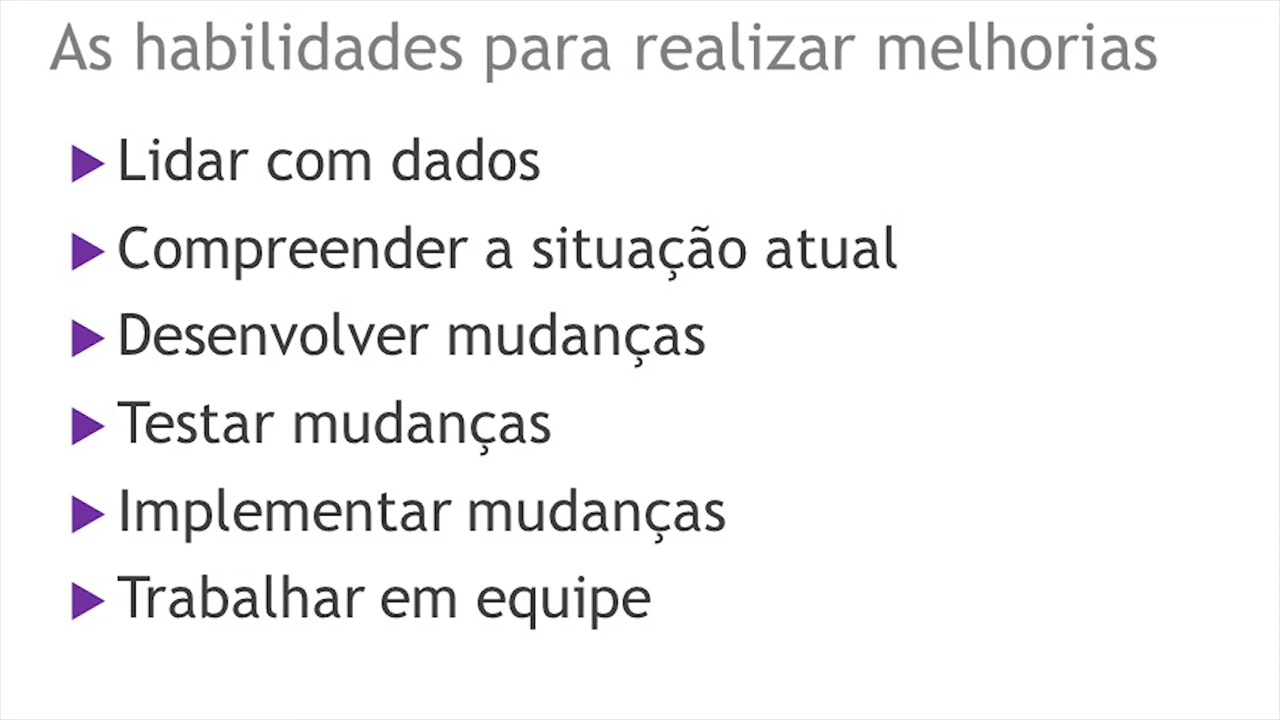 As habilidades para realizar melhorias
Lidar com dados
Compreender a situação atual
Desenvolver mudanças
Testar mudanças
Implementar mudanças
Trabalhar em equipe